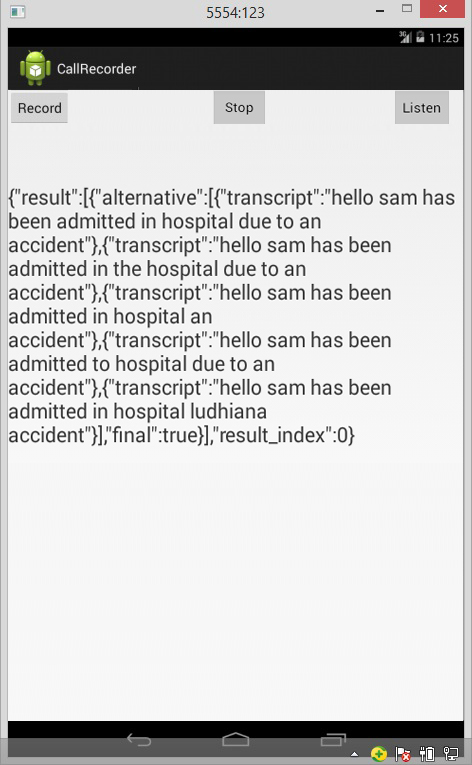 5554:123
3G 11:25
CallRecorder
Record Stop Listen
{"result":[{"alternative":[{"transcript":"hello sam has
been admitted in hospital due to an
accident"},{"transcript":"hello sam has been
admitted in the hospital due to an
accident"},{"transcript":"hello sam has been
admitted in hospital an
accident"},{"transcript":"hello sam has been
admitted to hospital due to an
accident"},{"transcript":"hello sam has been
admitted in hospital ludhiana
accident"}],"final":true}],"result_index":0}